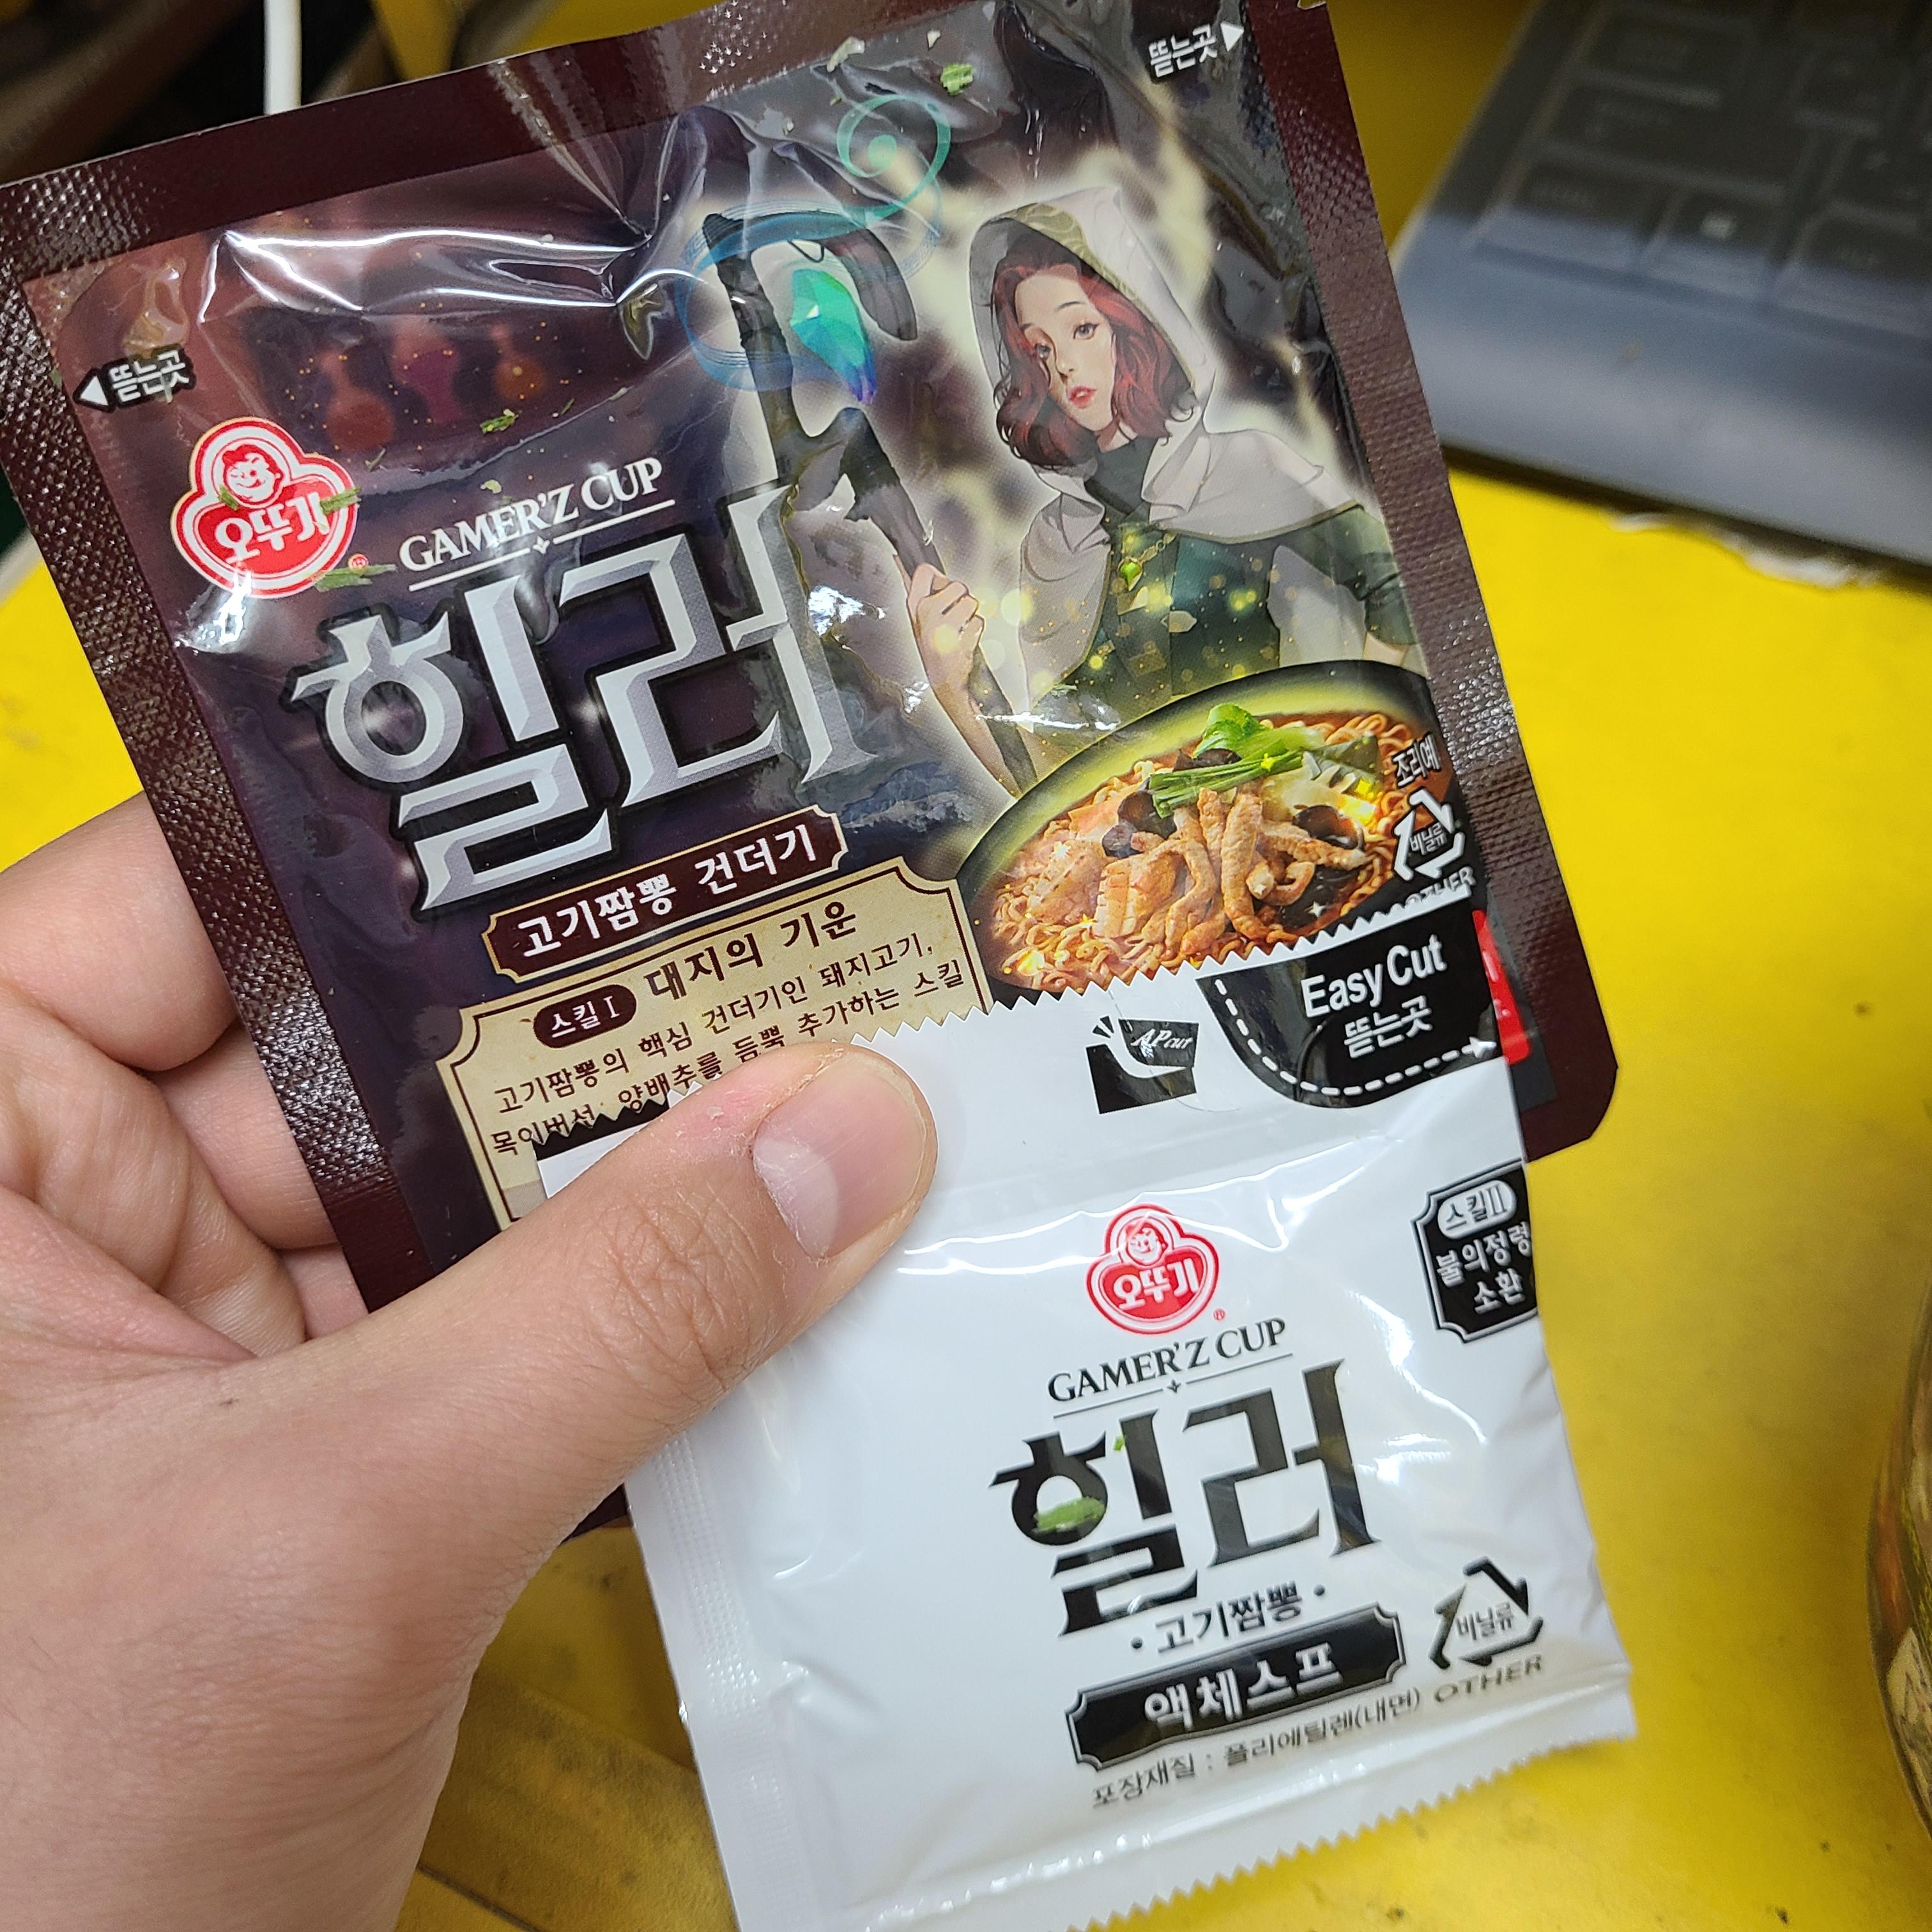 뜯는곳
뜯는곳
오뚜기
GAMER'Z CUP
힐러
고기짬뽕 건더기
스킬 I 대지의 기운
고기짬뽕의 핵심 건더기인 돼지고기,
목이버섯, 양배추를 듬뿍 추가하는 스킬
조리예
비닐류
OTHER
Easy Cut
뜯는곳
AP cut
오뚜기
GAMER'Z CUP
힐러
• 고기짬뽕 •
액체스프
스킬 II
불의정령
소환
비닐류
OTHER
포장재질 : 폴리에틸렌(내면)